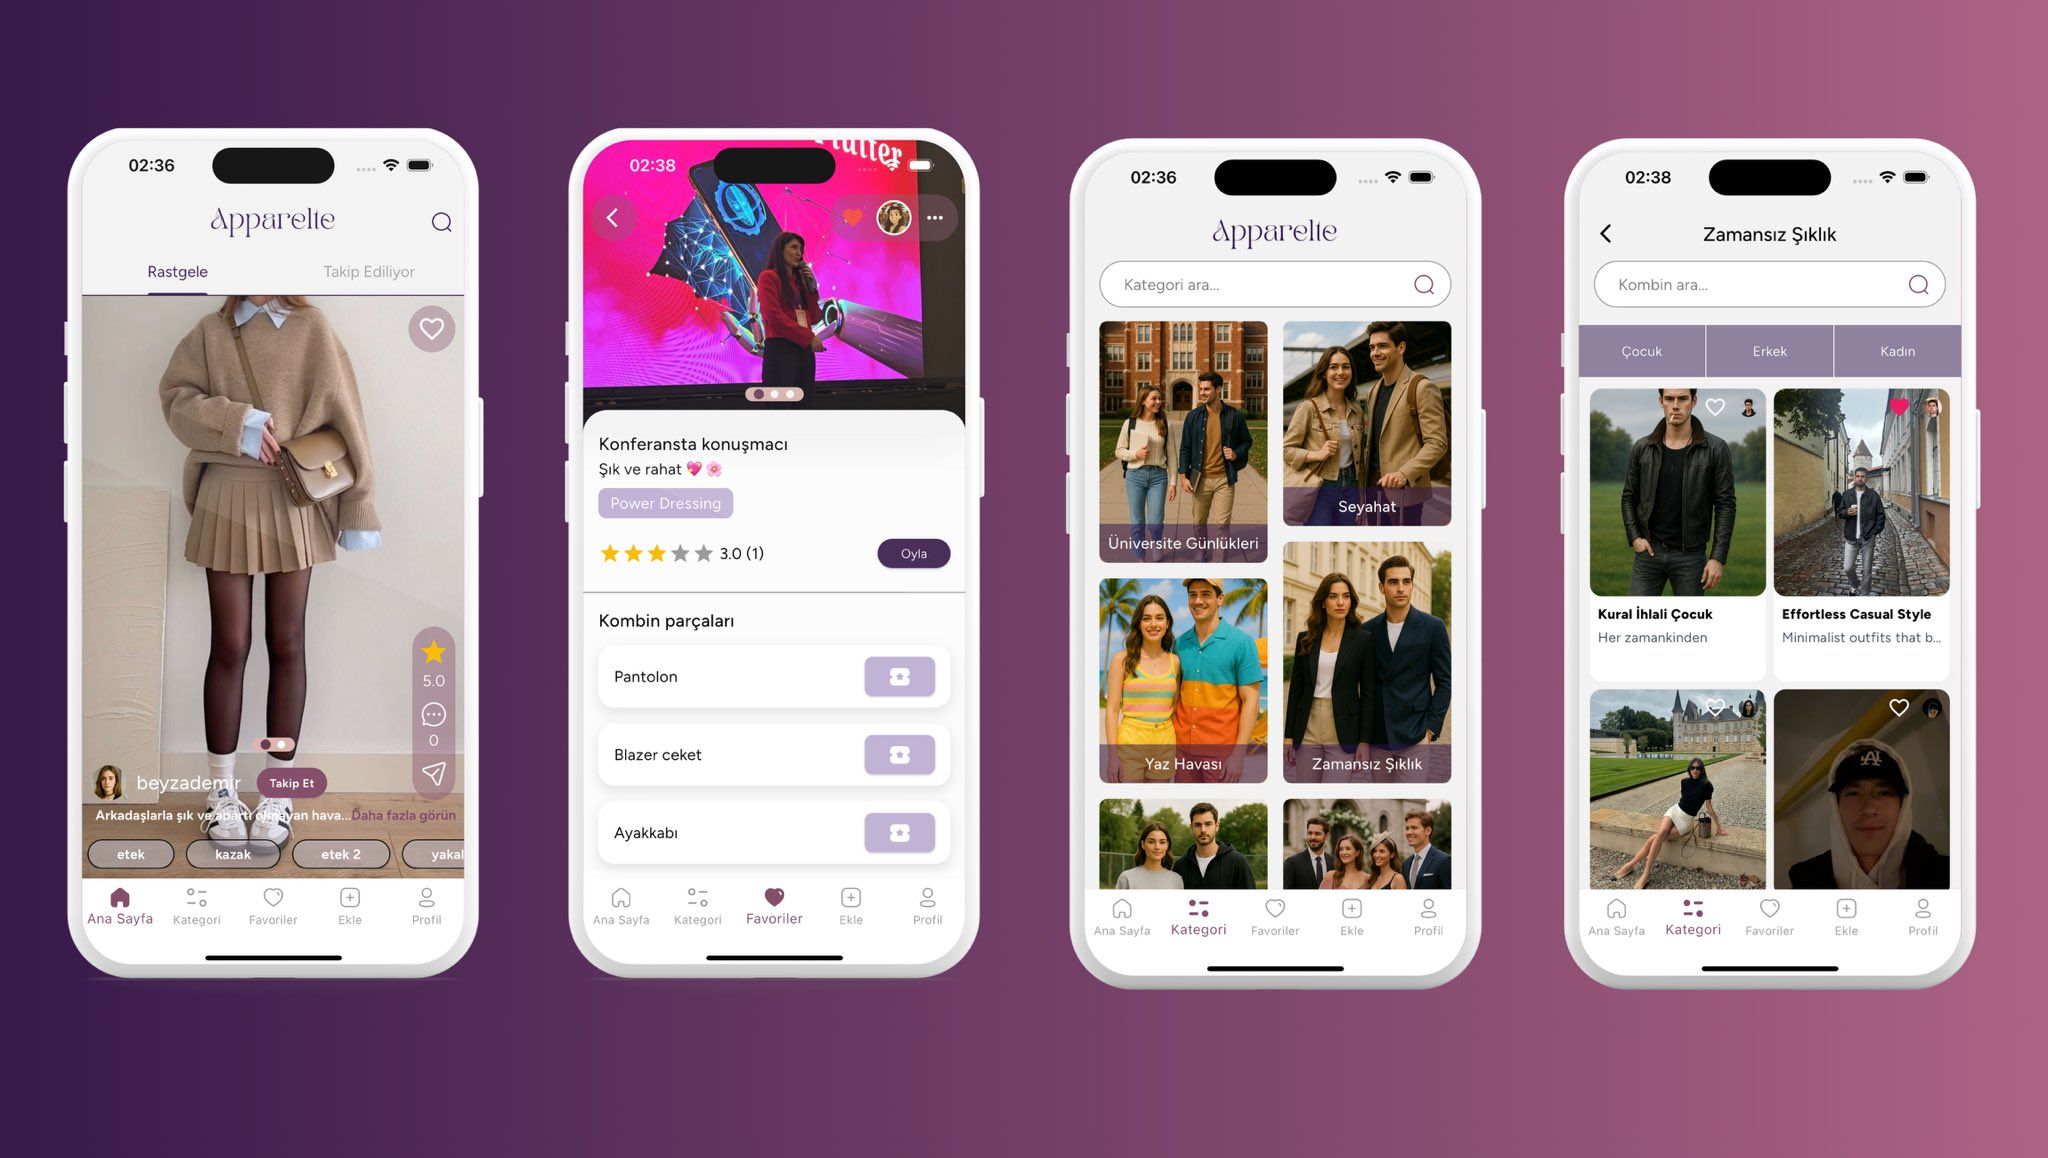 02:36
Apparelte
Rastgele
Takip Ediliyor
5.0
0
beyzademir
Takip Et
Arkadaşlarla şık ve abartı olmayan hava...Daha fazla görün
etek
kazak
etek 2
yakal
Ana Sayfa
Kategori
Favoriler
Ekle
Profil
02:38
Konferansta konuşmacı
Şık ve rahat 💖🌸
Power Dressing
3.0 (1)
Oyla
Kombin parçaları
Pantolon
Blazer ceket
Ayakkabı
Ana Sayfa
Kategori
Favoriler
Ekle
Profil
02:36
Apparelte
Kategori ara...
Üniversite Günlükleri
Seyahat
Yaz Havası
Zamansız Şıklık
Ana Sayfa
Kategori
Favoriler
Ekle
Profil
02:38
Zamansız Şıklık
Kombin ara...
Çocuk
Erkek
Kadın
Kural İhlali Çocuk
Her zamankinden
Effortless Casual Style
Minimalist outfits that b...
Ana Sayfa
Kategori
Favoriler
Ekle
Profil